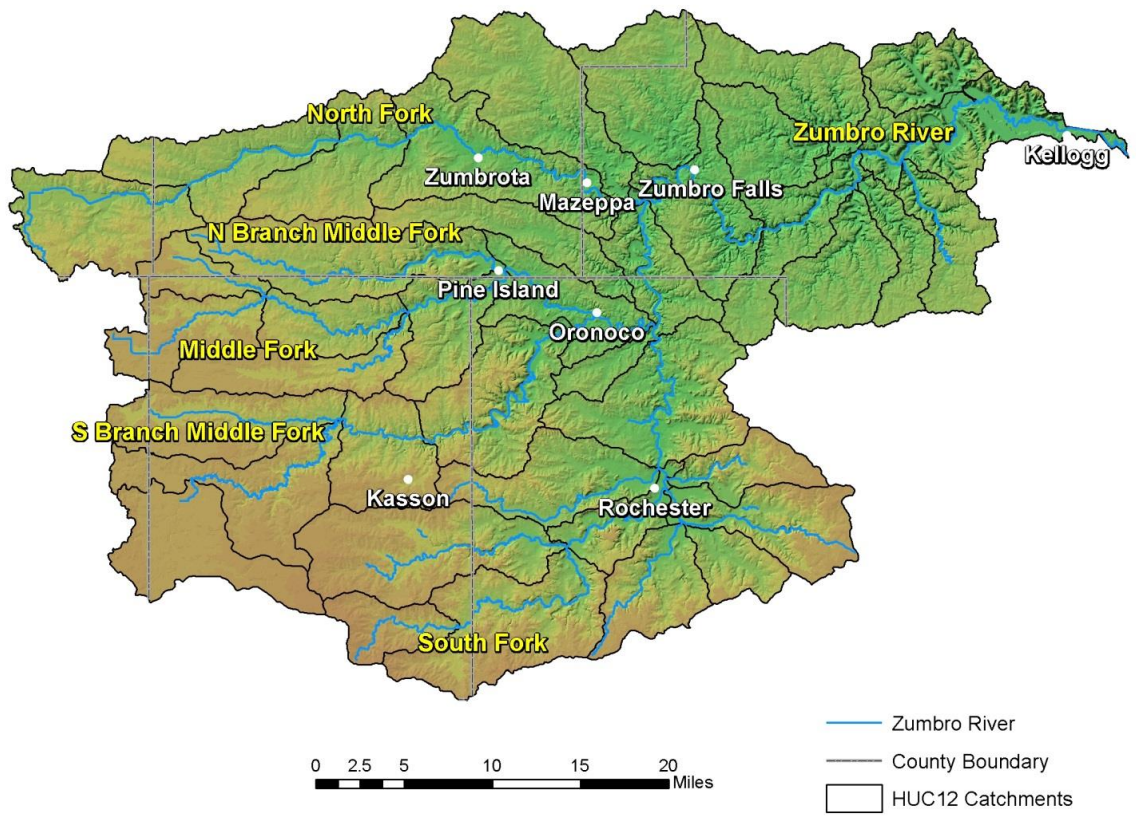 North Fork
Zumbro River
Kellogg
Zumbrota
Zumbro Falls
Mazeppa
N Branch Middle Fork
Pine Island
Oronoco
Middle Fork
S Branch Middle Fork
Kasson
Rochester
South Fork
Zumbro River
County Boundary
HUC12 Catchments
0 2.5 5 10 15 20
Miles